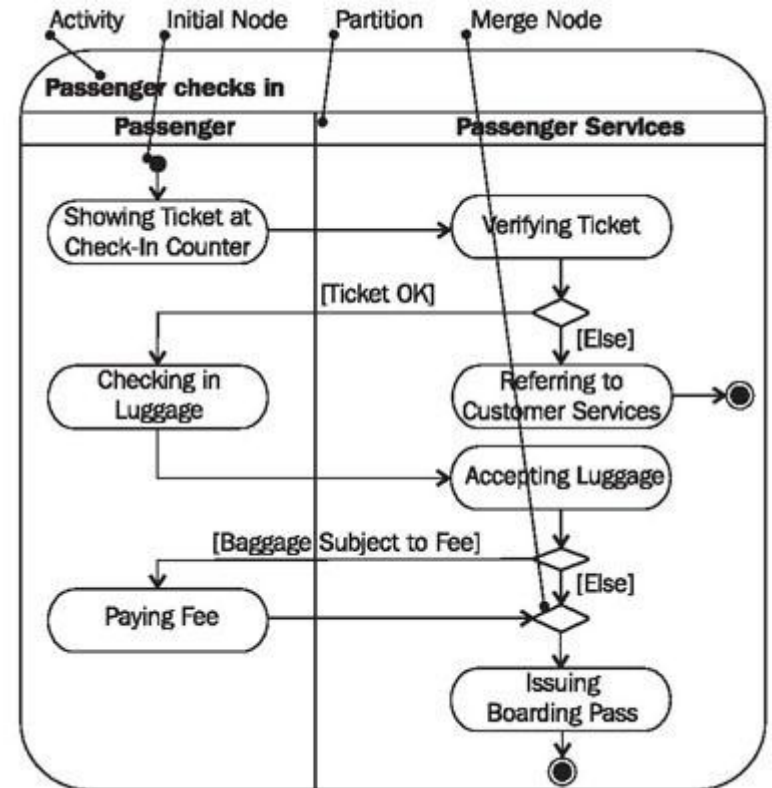 Activity Initial Node Partition Merge Node
Passenger checks in
Passenger Passenger Services
Showing Ticket at
Check-In Counter
Verifying Ticket
[Ticket OK]
[Else]
Checking in
Luggage
Referring to
Customer Services
Accepting Luggage
[Baggage Subject to Fee]
[Else]
Paying Fee
Issuing
Boarding Pass